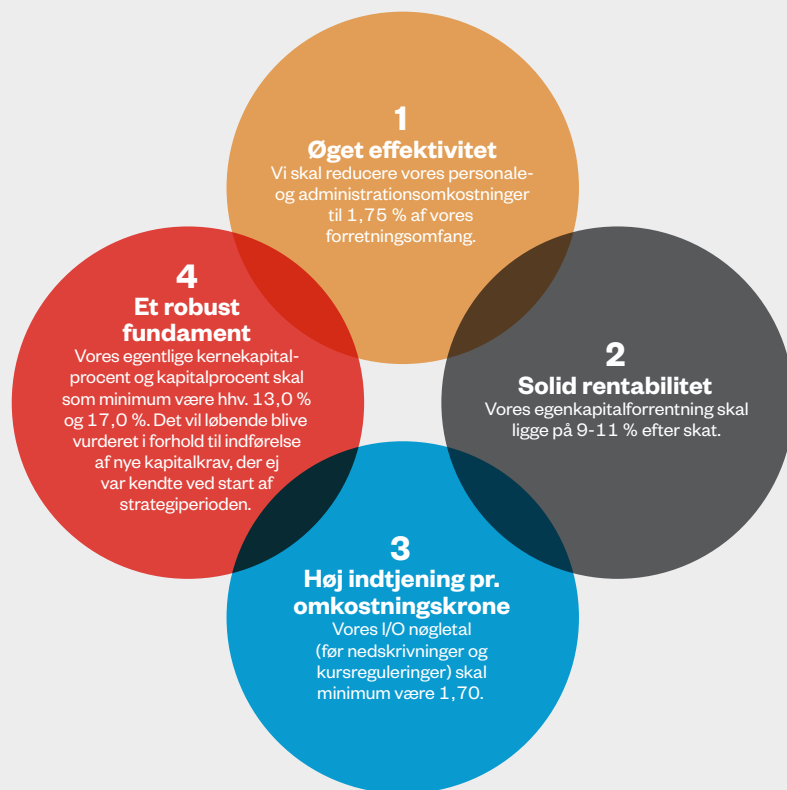 1
Øget effektivitet
Vi skal reducere vores personale-
og administrationsomkostninger
til 1,75 % af vores
forretningsomfang.
2
Solid rentabilitet
Vores egenkapitalforrentning skal
ligge på 9-11 % efter skat.
3
Høj indtjening pr.
omkostningskrone
Vores I/O nøgletal
(før nedskrivninger og
kursreguleringer) skal
minimum være 1,70.
4
Et robust
fundament
Vores egentlige kernekapital-
procent og kapitalprocent skal
som minimum være hhv. 13,0 %
og 17,0 %. Det vil løbende blive
vurderet i forhold til indførelse
af nye kapitalkrav, der ej
var kendte ved start af
strategiperioden.